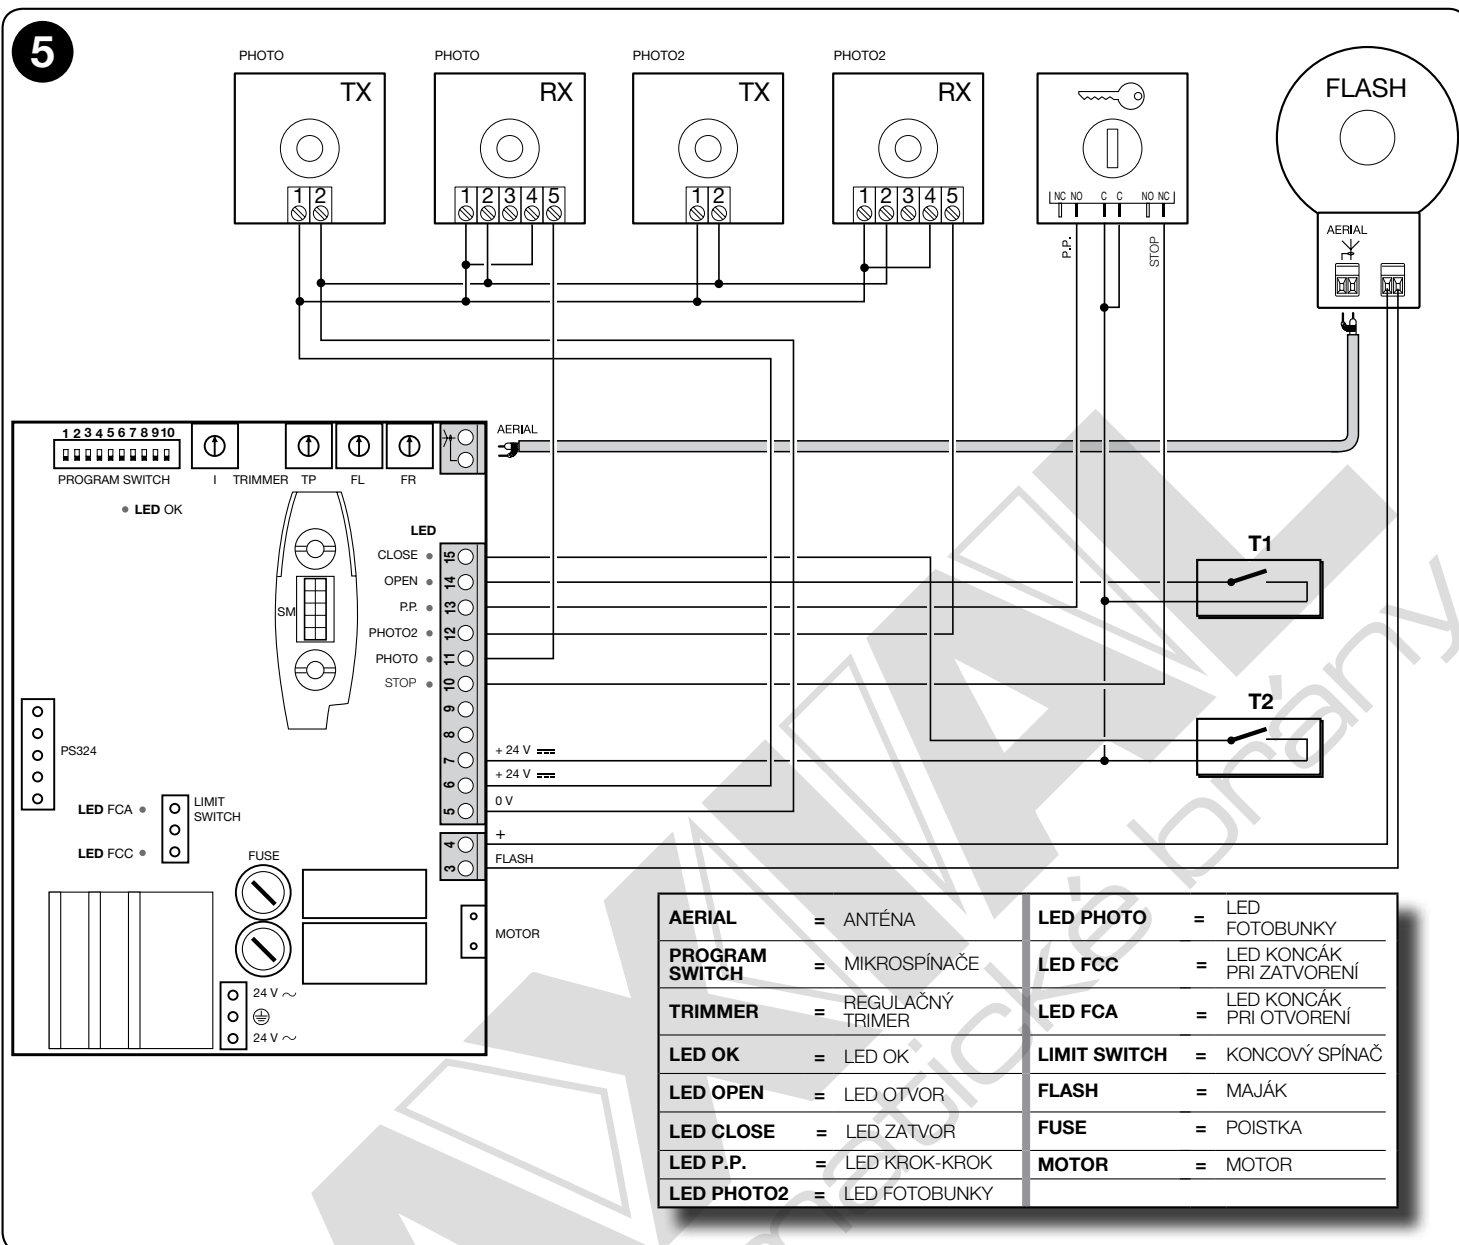 5
PHOTO PHOTO PHOTO2 PHOTO2
TX RX TX RX FLASH
1 2 1 2 3 4 5 1 2 1 2 3 4 5
NC NO C C NO NC
P.P. STOP
AERIAL
AERIAL
1 2 3 4 5 6 7 8 9 10
PROGRAM SWITCH I TRIMMER TP FL FR
LED OK
LED
CLOSE 15
OPEN 14
P.P. 13
PHOTO2 12
PHOTO 11
STOP 10
9
8
7 + 24 V
6 + 24 V
5 0 V
4 +
3 FLASH
SM
T1
T2
PS324
LED FCA
LIMIT
SWITCH
LED FCC
FUSE
MOTOR
24 V ~
24 V ~
AERIAL = ANTÉNA
PROGRAM
SWITCH = MIKROSPÍNAČE
TRIMMER = REGULAČNÝ
TRIMER
LED OK = LED OK
LED OPEN = LED OTVOR
LED CLOSE = LED ZATVOR
LED P.P. = LED KROK-KROK
LED PHOTO2 = LED FOTOBUNKY
LED PHOTO = LED
FOTOBUNKY
LED FCC = LED KONCÁK
PRI ZATVORENÍ
LED FCA = LED KONCÁK
PRI OTVORENÍ
LIMIT SWITCH = KONCOVÝ SPÍNAČ
FLASH = MAJÁK
FUSE = POISTKA
MOTOR = MOTOR